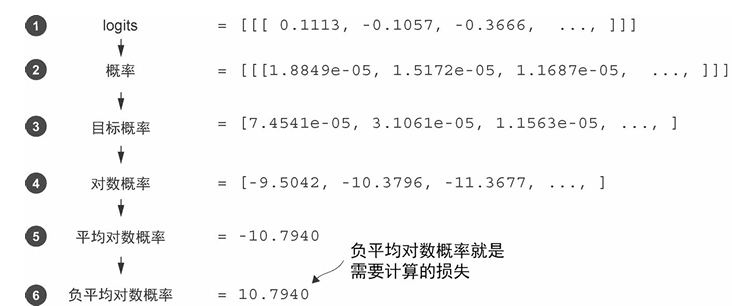 1 logits = [[[ 0.1113, -0.1057, -0.3666, ..., ]]]
2 概率 = [[[1.8849e-05, 1.5172e-05, 1.1687e-05, ..., ]]]
3 目标概率 = [7.4541e-05, 3.1061e-05, 1.1563e-05, ..., ]
4 对数概率 = [-9.5042, -10.3796, -11.3677, ..., ]
5 平均对数概率 = -10.7940
负平均对数概率就是
需要计算的损失
6 负平均对数概率 = 10.7940